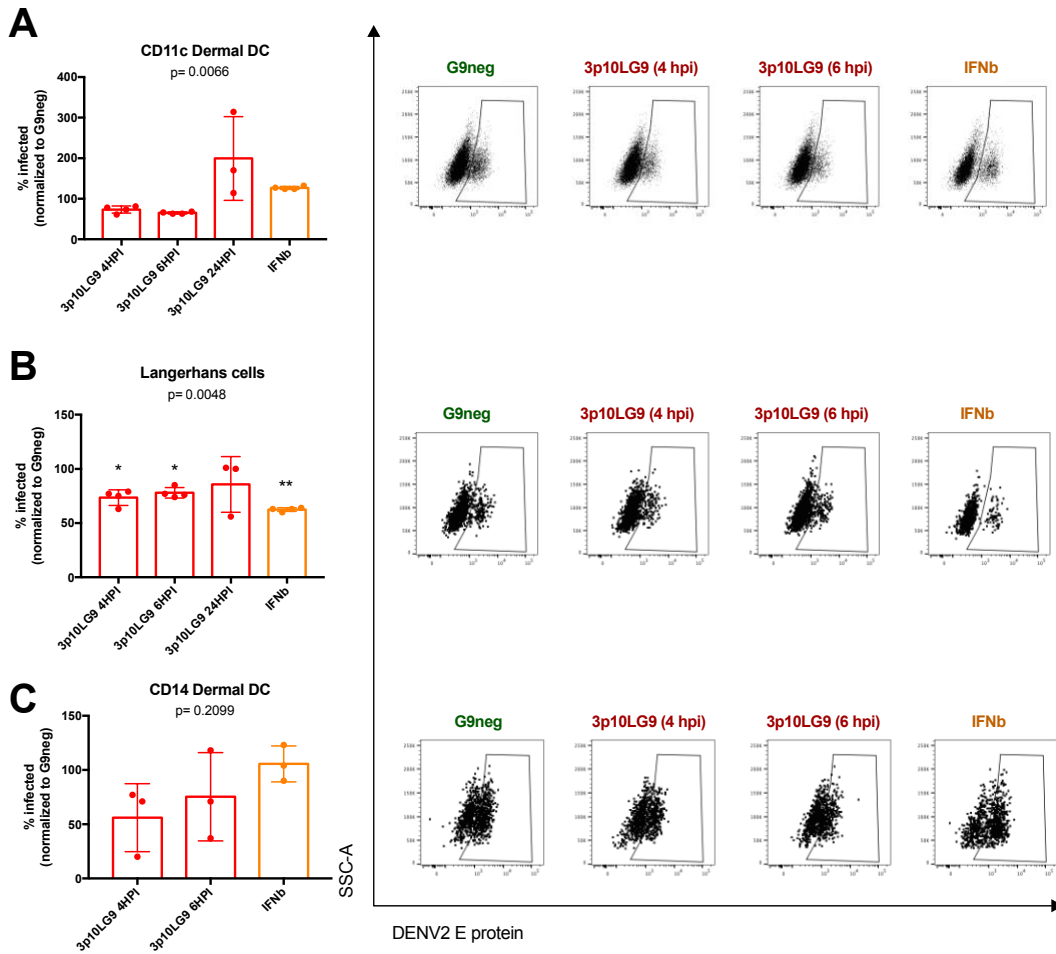 A
CD11c Dermal DC
p= 0.0066
% infected
(normalized to G9neg)
400
300
200
100
0
3p10LG9 4HPI
3p10LG9 6HPI
3p10LG9 24HPI
IFNb
G9neg
3p10LG9 (4 hpi)
3p10LG9 (6 hpi)
IFNb
B
Langerhans cells
p= 0.0048
% infected
(normalized to G9neg)
150
100
50
0
*
*
**
3p10LG9 4HPI
3p10LG9 6HPI
3p10LG9 24HPI
IFNb
G9neg
3p10LG9 (4 hpi)
3p10LG9 (6 hpi)
IFNb
C
CD14 Dermal DC
p= 0.2099
% infected
(normalized to G9neg)
150
100
50
0
3p10LG9 4HPI
3p10LG9 6HPI
IFNb
G9neg
3p10LG9 (4 hpi)
3p10LG9 (6 hpi)
IFNb
SSC-A
DENV2 E protein